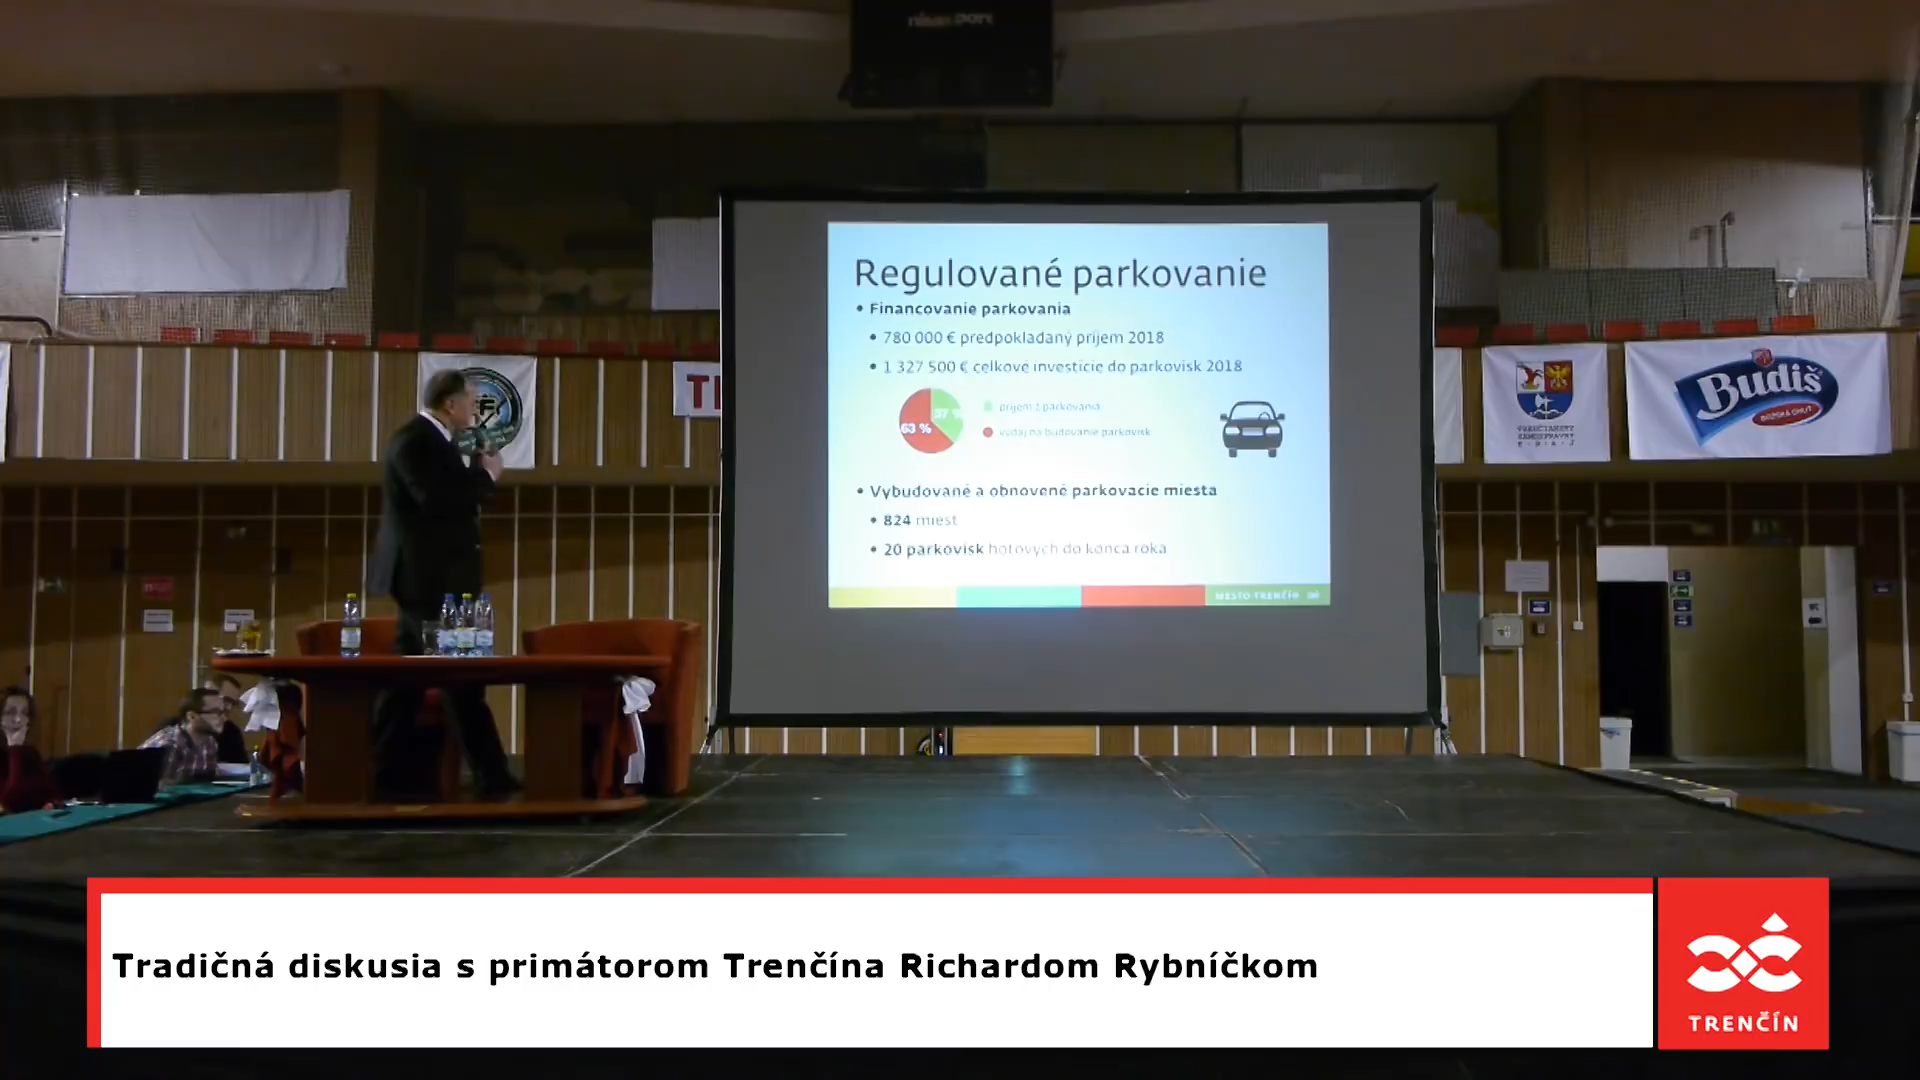 Regulované parkovanie
• Financovanie parkovania
• 780 000 € predpokladaný príjem 2018
• 1 327 500 € celkové investície do parkovísk 2018
37 %
63 %
príjem z parkovania
výdaj na budovanie parkovísk
• Vybudované a obnovené parkovacie miesta
• 824 miest
• 20 parkovísk hotových do konca roka
MESTO TRENČÍN
Budiš
Tradičná diskusia s primátorom Trenčína Richardom Rybníčkom
TRENČÍN